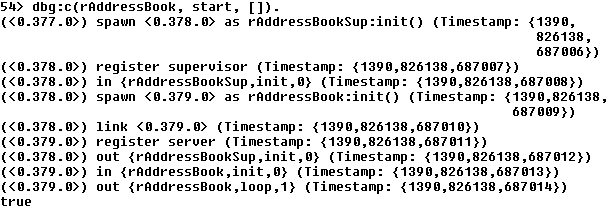 54> dbg:c(rAddressBook, start, []).
(<0.377.0>) spawn <0.378.0> as rAddressBookSup:init() (Timestamp: {1390,
826138,
687006})
(<0.377.0>) register supervisor (Timestamp: {1390,826138,687007})
(<0.378.0>) in {rAddressBookSup,init,0} (Timestamp: {1390,826138,687008})
(<0.378.0>) spawn <0.379.0> as rAddressBook:init() (Timestamp: {1390,826138,
687009})
(<0.378.0>) link <0.379.0> (Timestamp: {1390,826138,687010})
(<0.379.0>) register server (Timestamp: {1390,826138,687011})
(<0.378.0>) out {rAddressBookSup,init,0} (Timestamp: {1390,826138,687012})
(<0.379.0>) in {rAddressBook,init,0} (Timestamp: {1390,826138,687013})
(<0.379.0>) out {rAddressBook,loop,1} (Timestamp: {1390,826138,687014})
true